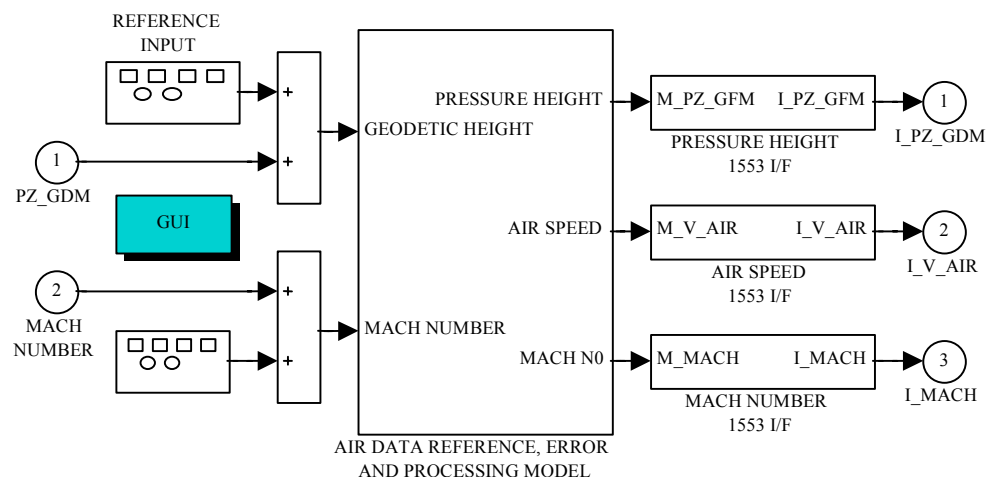 REFERENCE
INPUT
+
+
1
PZ_GDM
GUI
2
MACH
NUMBER
+
+
PRESSURE HEIGHT
GEODETIC HEIGHT
AIR SPEED
MACH NUMBER
MACH N0
AIR DATA REFERENCE, ERROR
AND PROCESSING MODEL
M_PZ_GFM I_PZ_GFM
PRESSURE HEIGHT
1553 I/F
1
I_PZ_GDM
M_V_AIR I_V_AIR
AIR SPEED
1553 I/F
2
I_V_AIR
M_MACH I_MACH
MACH NUMBER
1553 I/F
3
I_MACH